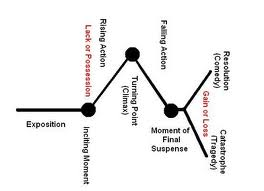 Exposition
Inciting Moment
Lack or Possession
Rising Action
Turning Point
(Climax)
Falling Action
Moment of
Final
Suspense
Gain or Loss
Resolution
(Comedy)
Catastrophe
(Tragedy)